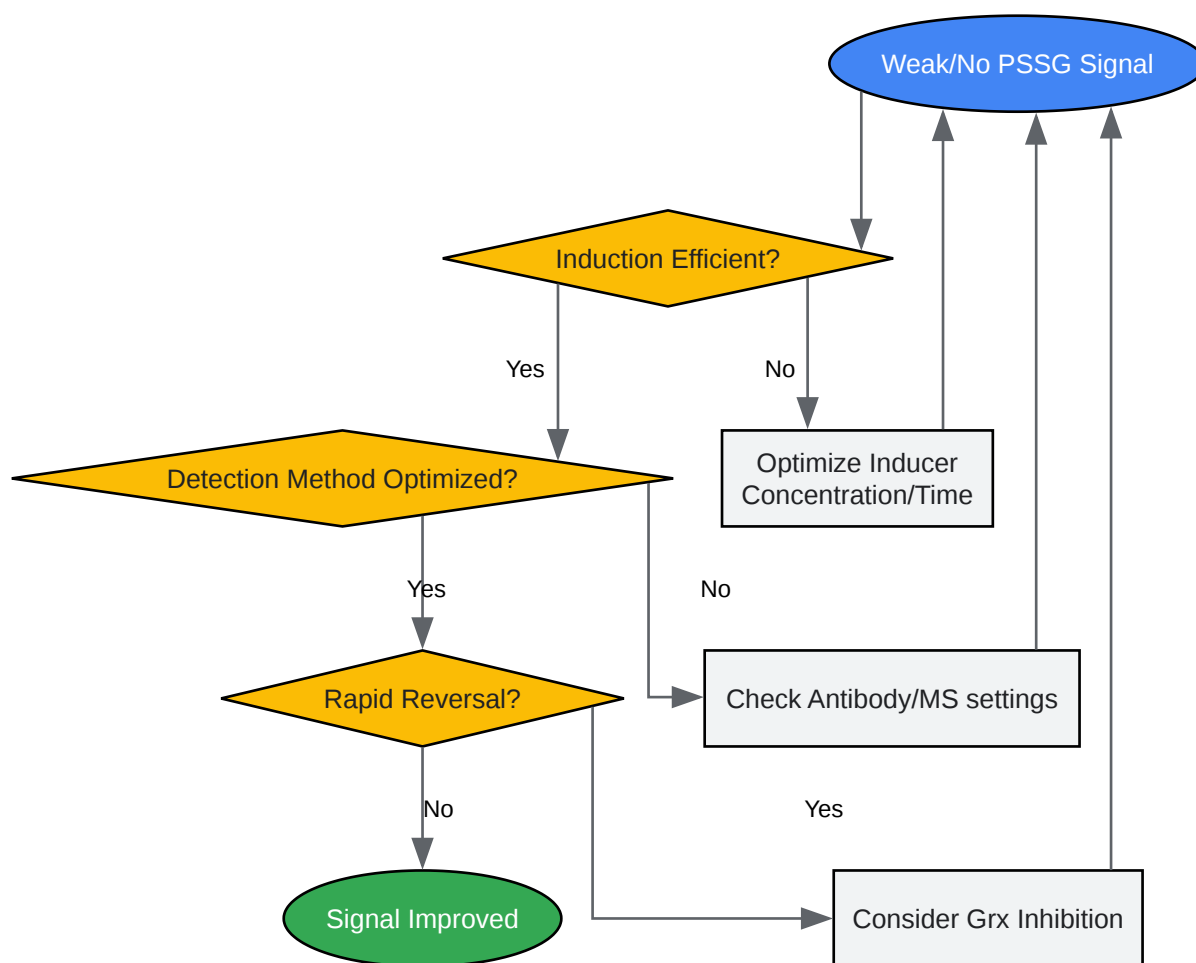 Weak/No PSSG Signal
Induction Efficient?
Yes
No
Detection Method Optimized?
Optimize Inducer
Concentration/Time
Yes
No
Rapid Reversal?
Check Antibody/MS settings
No
Yes
Signal Improved
Consider Grx Inhibition